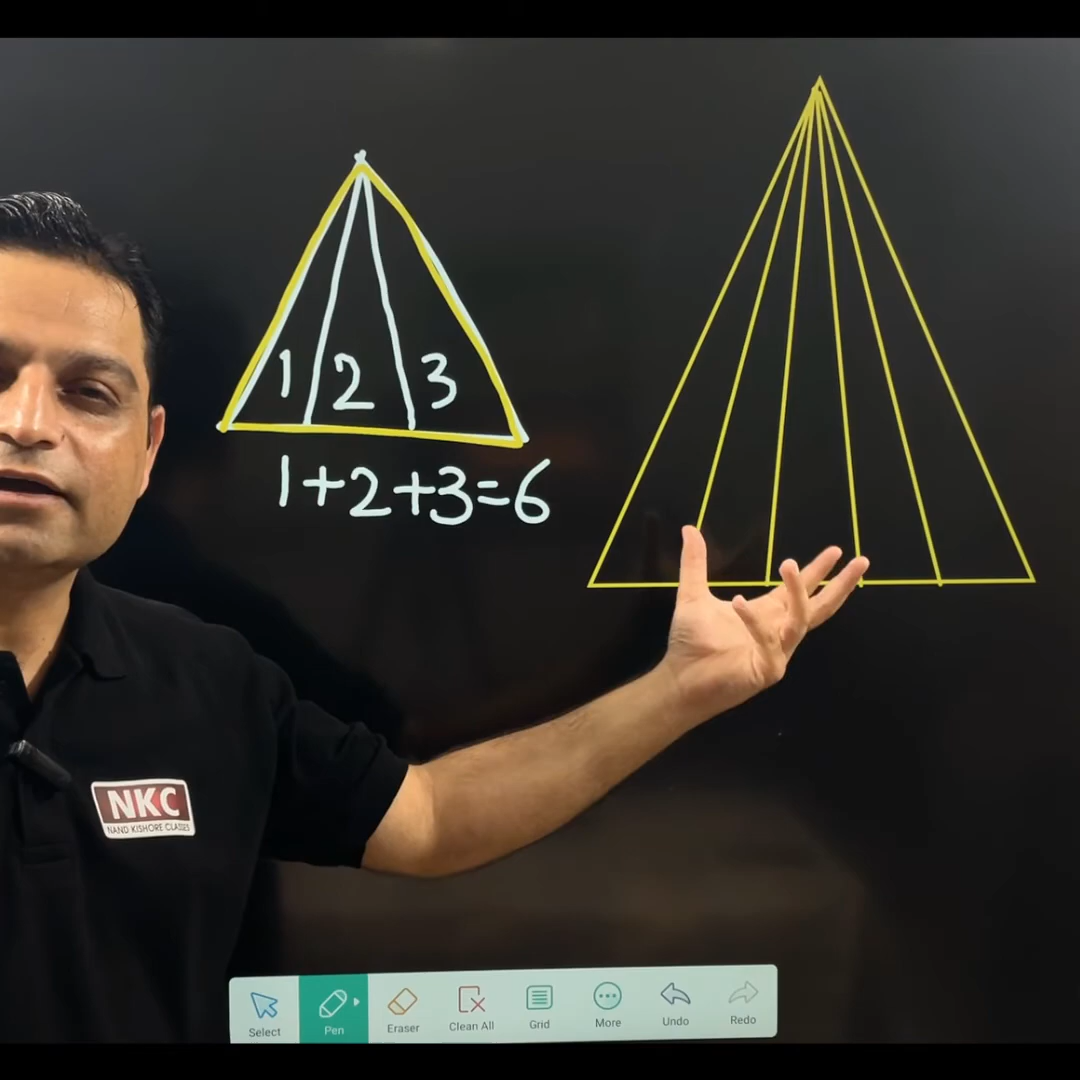 1 2 3
1+2+3=6
NKC
NAND KISHORE CLASSES
Select Pen Eraser Clean All Grid More Undo Redo